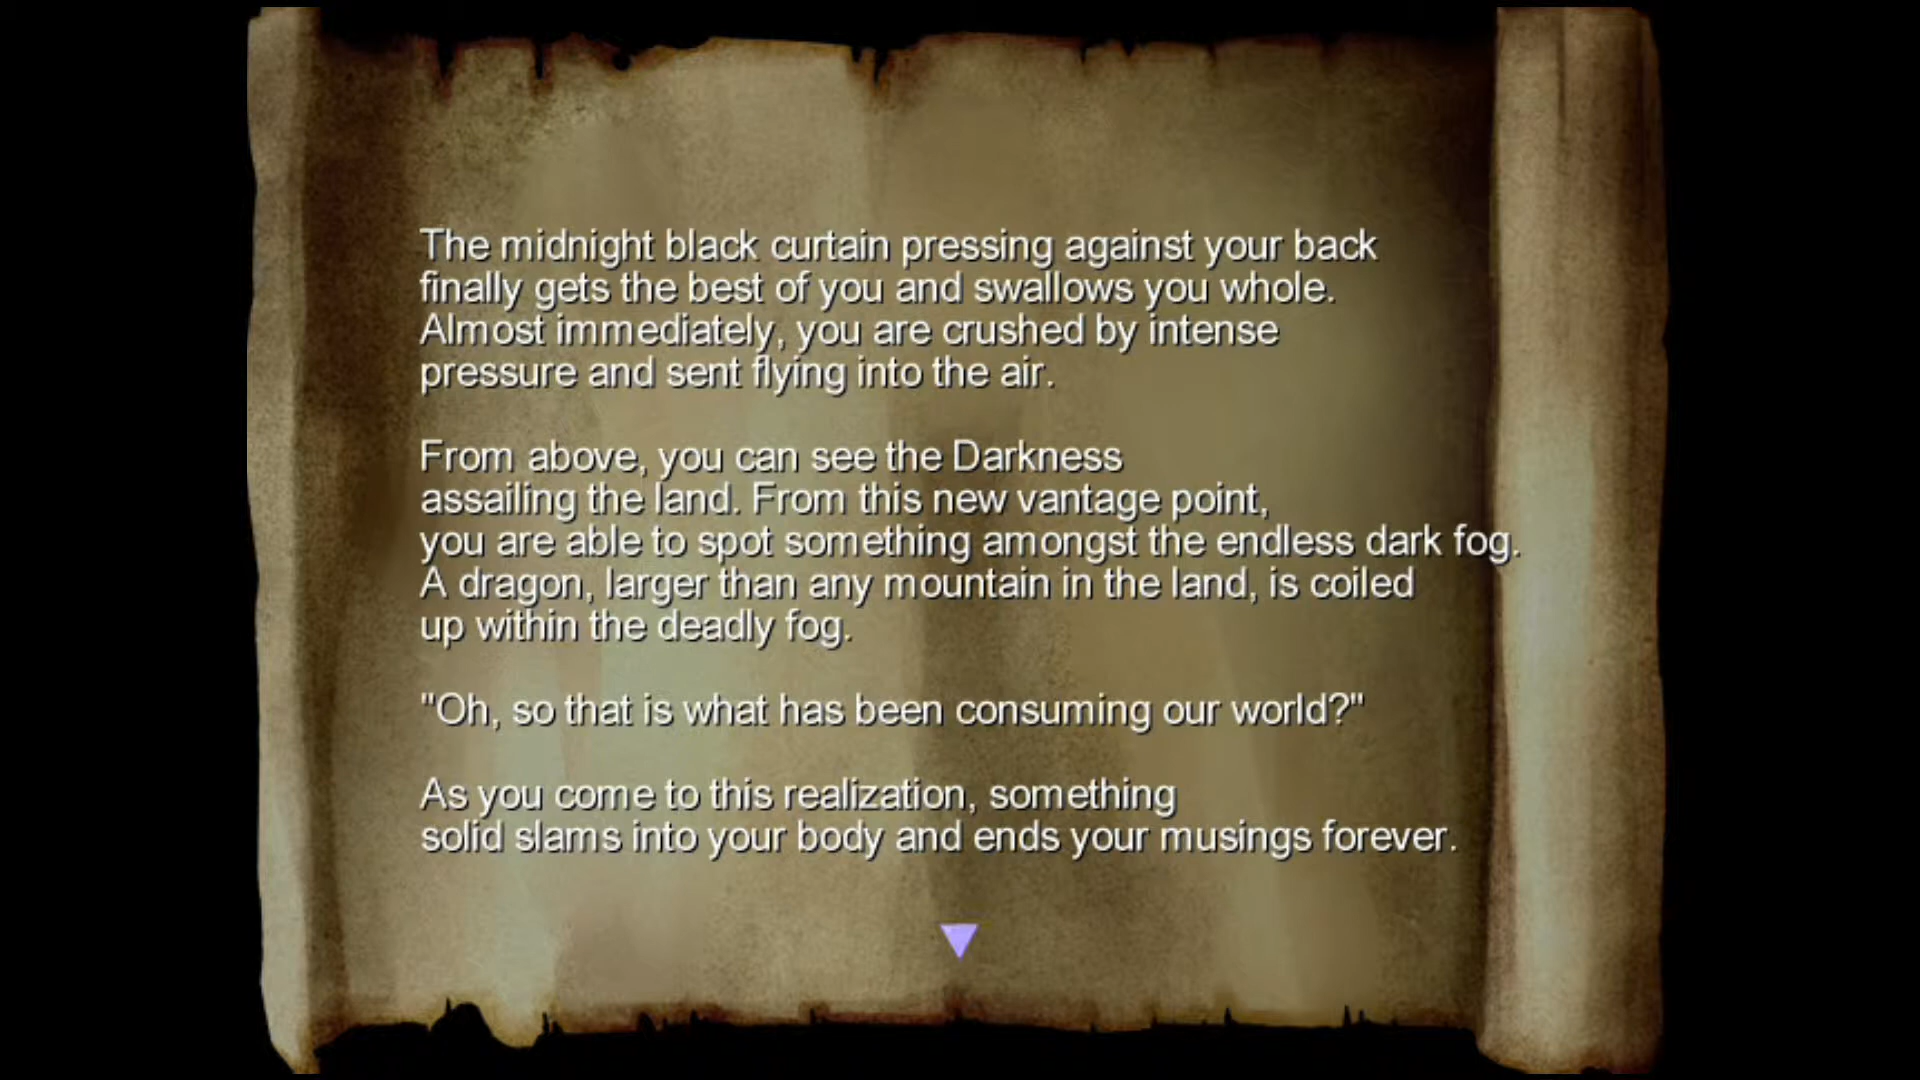 The midnight black curtain pressing against your back
finally gets the best of you and swallows you whole.
Almost immediately, you are crushed by intense
pressure and sent flying into the air.
From above, you can see the Darkness
assailing the land. From this new vantage point,
you are able to spot something amongst the endless dark fog.
A dragon, larger than any mountain in the land, is coiled
up within the deadly fog.
"Oh, so that is what has been consuming our world?"
As you come to this realization, something
solid slams into your body and ends your musings forever.